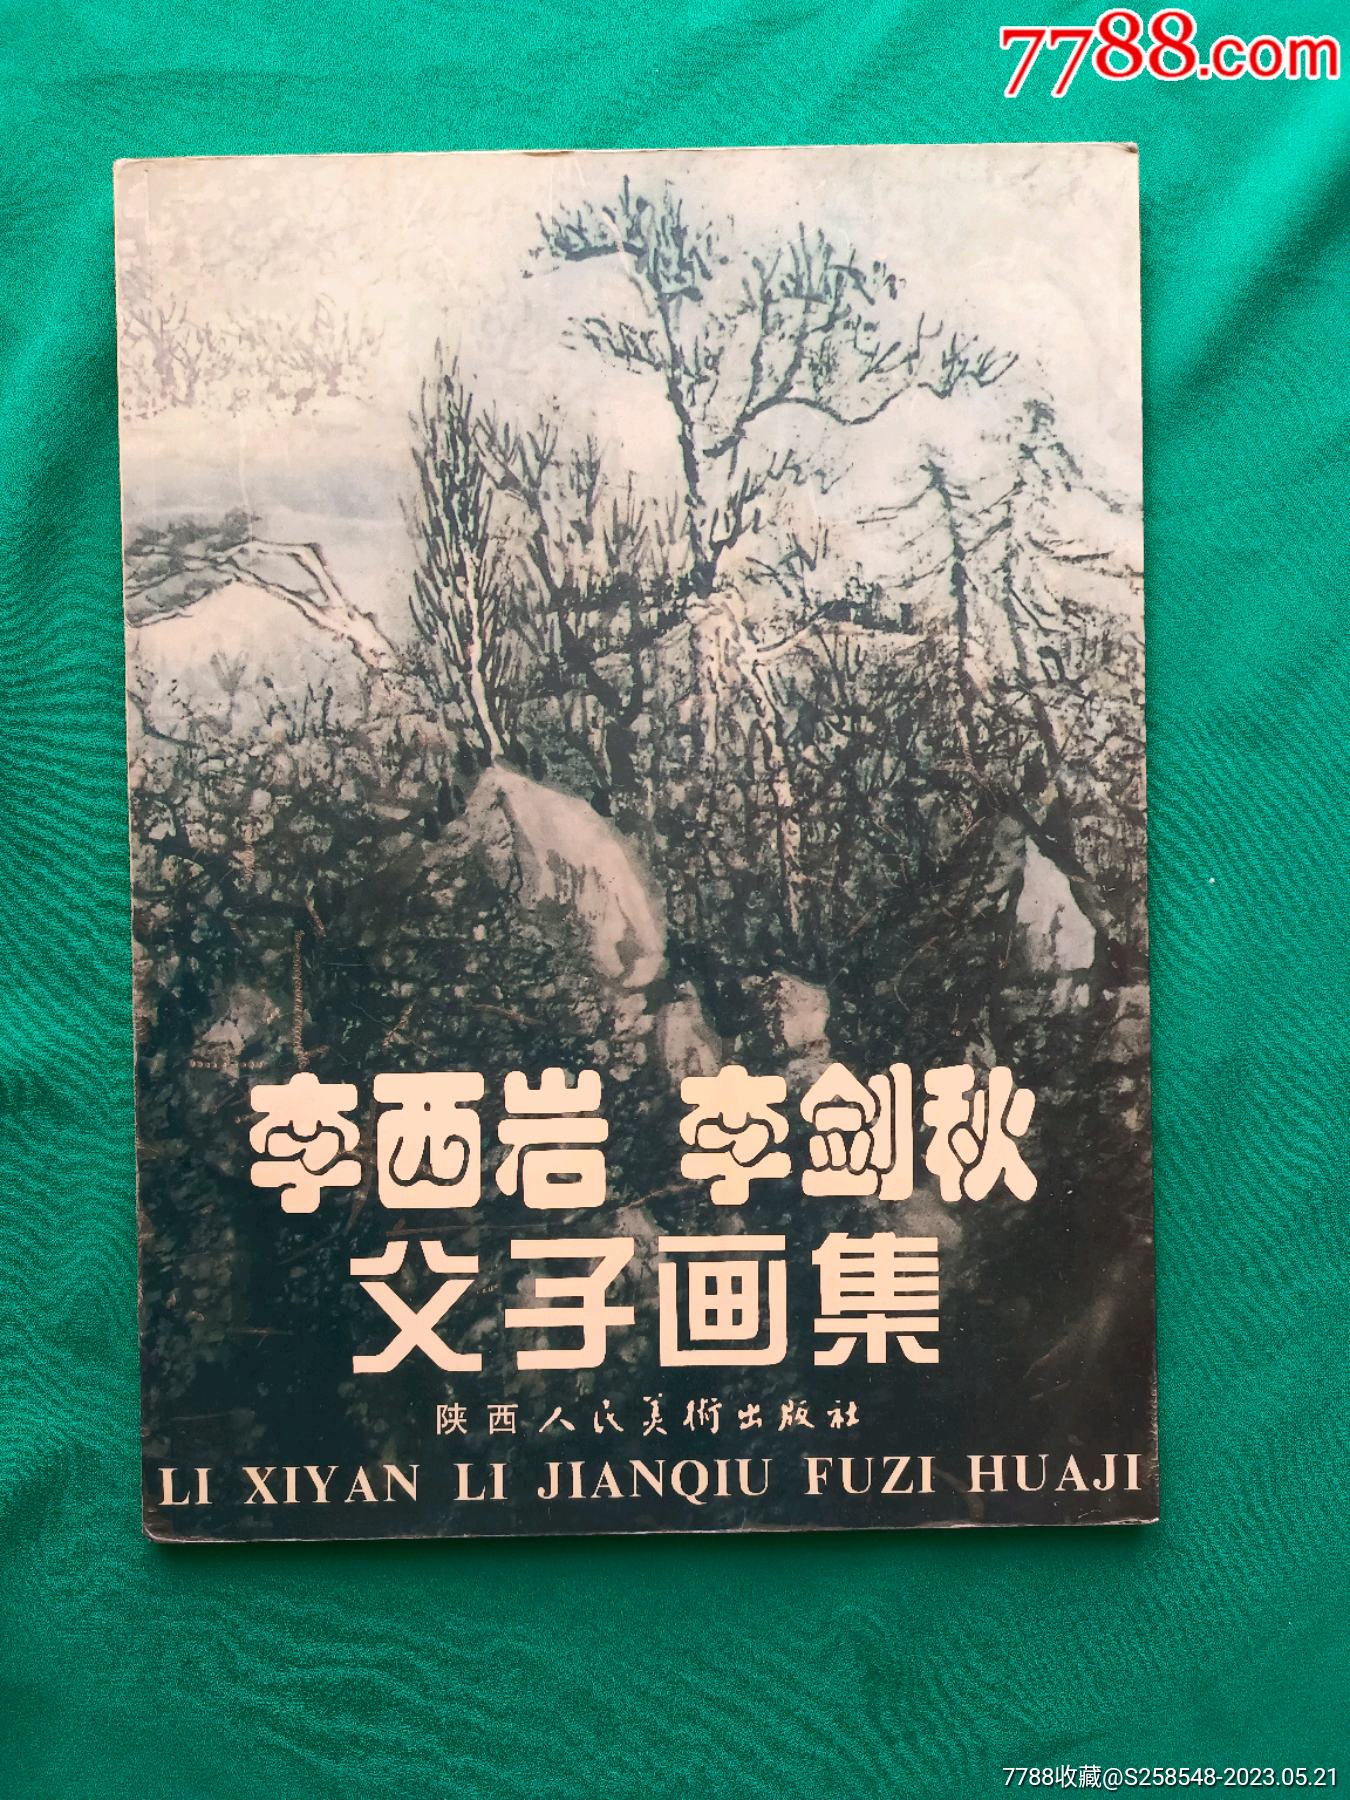 7788.com
李西岩 李剑秋
父子画集
陕西人民美術出版社
LI XIYAN LI JIANQIU FUZI HUAJI
7788收藏@S258548-2023.05.21